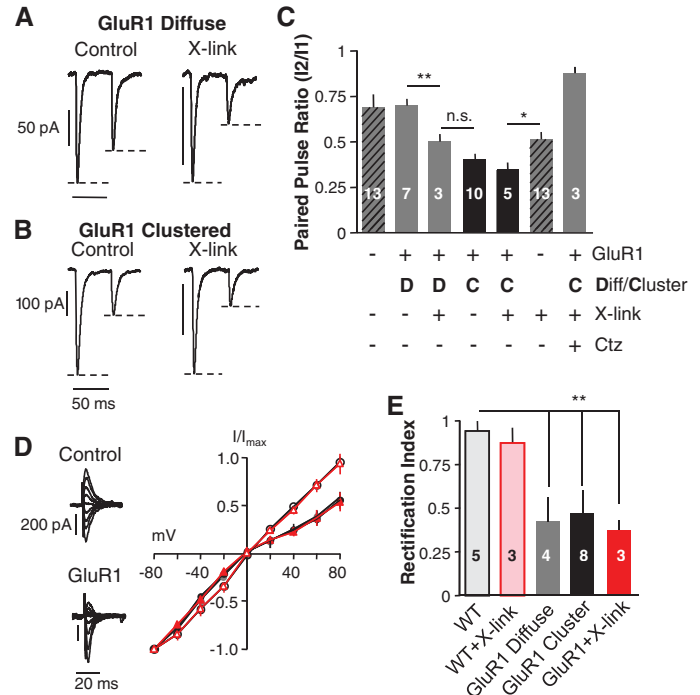 A
GluR1 Diffuse
Control
X-link
50 pA
B
GluR1 Clustered
Control
X-link
100 pA
50 ms
C
Paired Pulse Ratio (I2/I1)
1
0.75
0.5
0.25
0
**
n.s.
*
13
7
3
10
5
13
3
- + + + + - + GluR1
D D C C C Diff/Cluster
- - + - + + + X-link
- - - - - - + Ctz
D
Control
200 pA
GluR1
20 ms
I/Imax
mV
1.0
0.5
-0.5
-1.0
-80
-40
0
40
80
E
Rectification Index
1
0.75
0.5
0.25
0
**
5
3
4
8
3
WT
WT+X-link
GluR1 Diffuse
GluR1 Cluster
GluR1+X-link